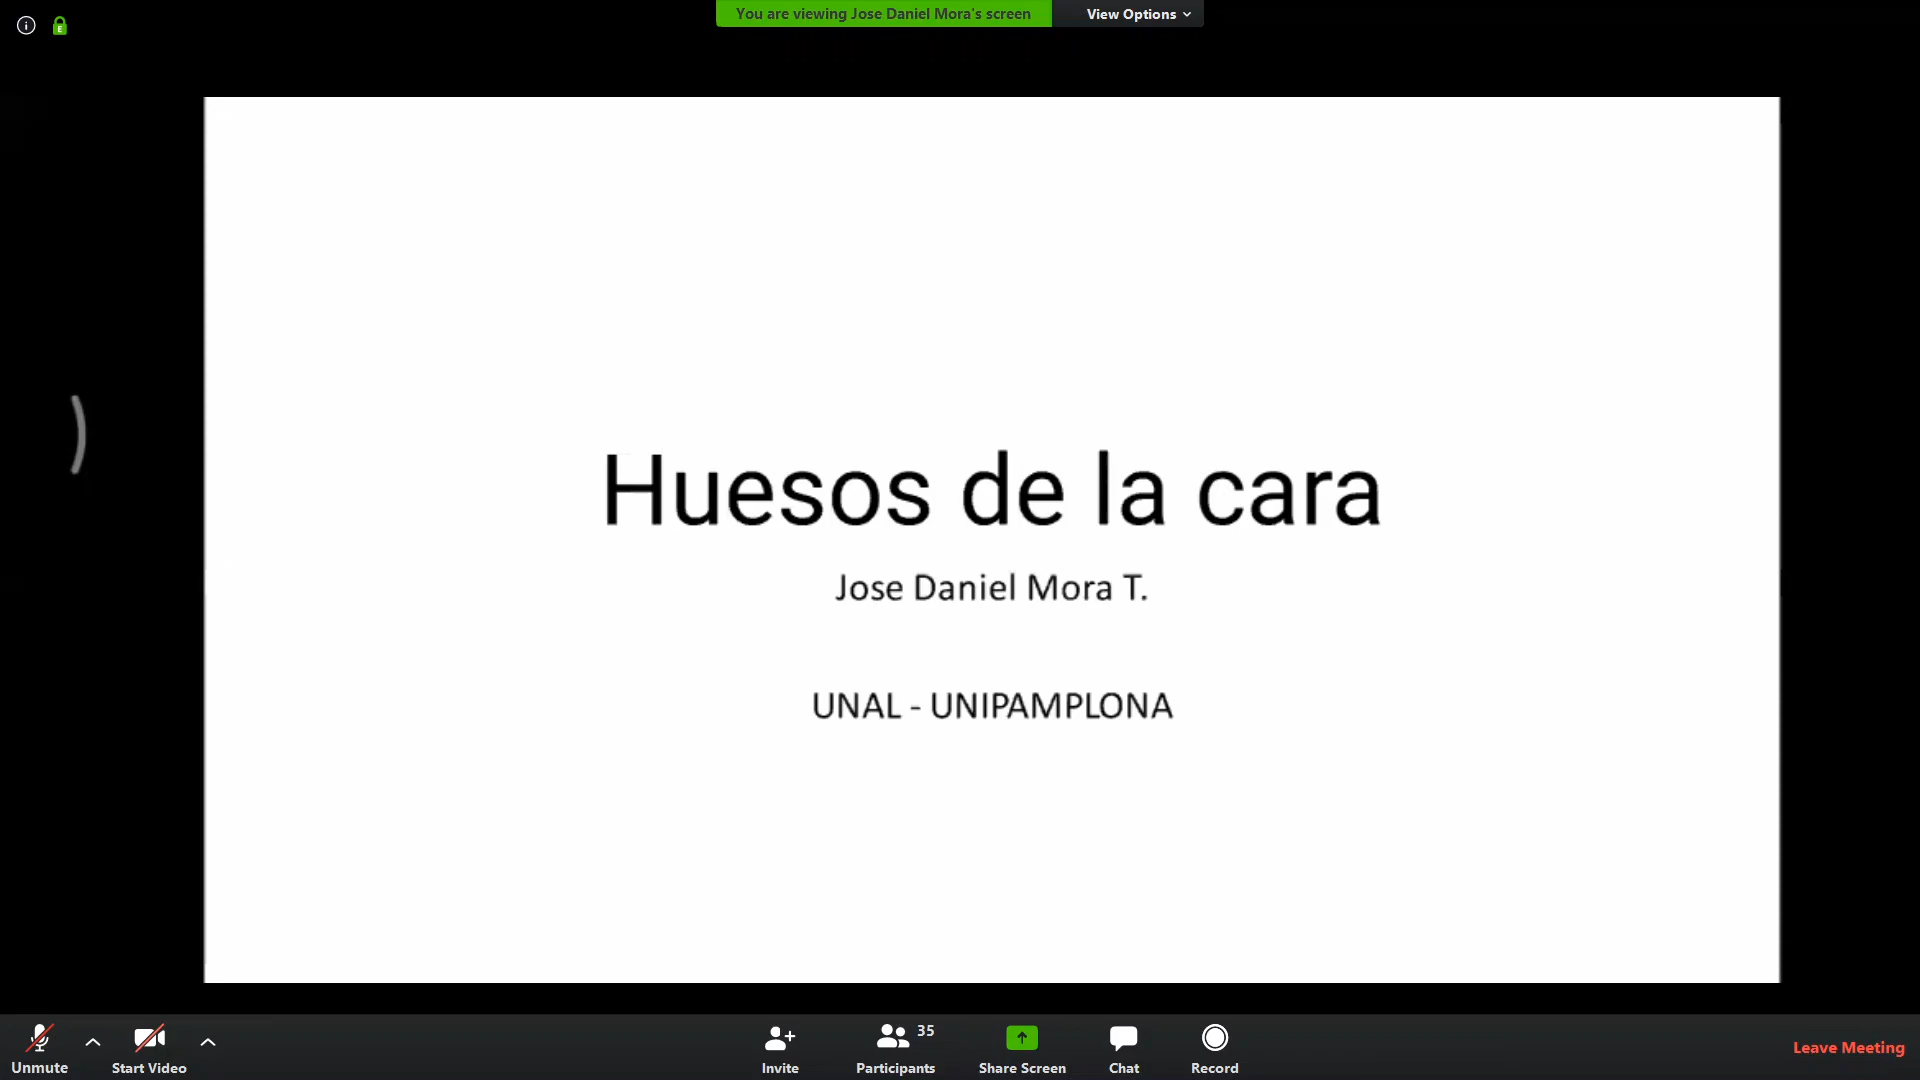 You are viewing Jose Daniel Mora's screen
View Options
Huesos de la cara
Jose Daniel Mora T.
UNAL - UNIPAMPLONA
Unmute
Start Video
Invite
35
Participants
Share Screen
Chat
Record
Leave Meeting